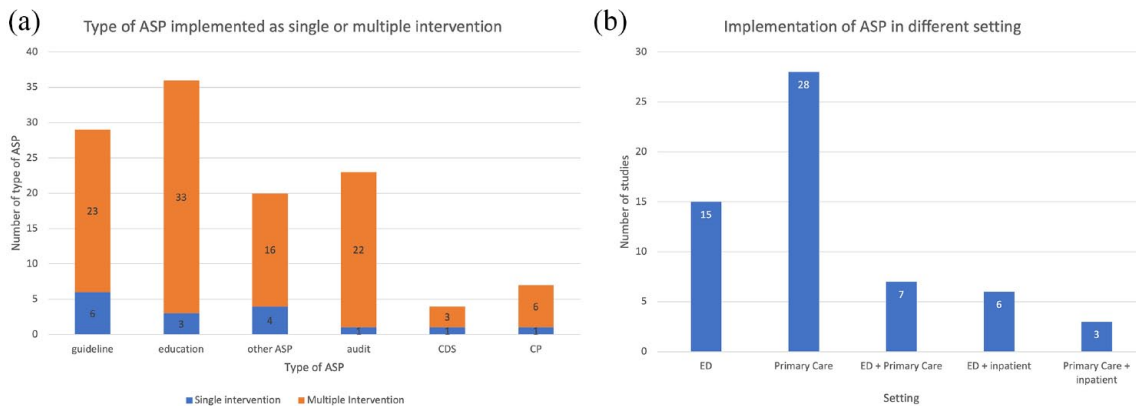 (a)
Type of ASP implemented as single or multiple intervention
Number of type of ASP
40
35
30
25
20
15
10
5
0
23
6
33
3
16
4
22
1
3
1
6
1
guideline
education
other ASP
audit
CDS
CP
Type of ASP
Single intervention
Multiple Intervention
(b)
Implementation of ASP in different setting
Number of studies
30
25
20
15
10
5
0
15
28
7
6
3
ED
Primary Care
ED + Primary Care
ED + inpatient
Primary Care +
inpatient
Setting